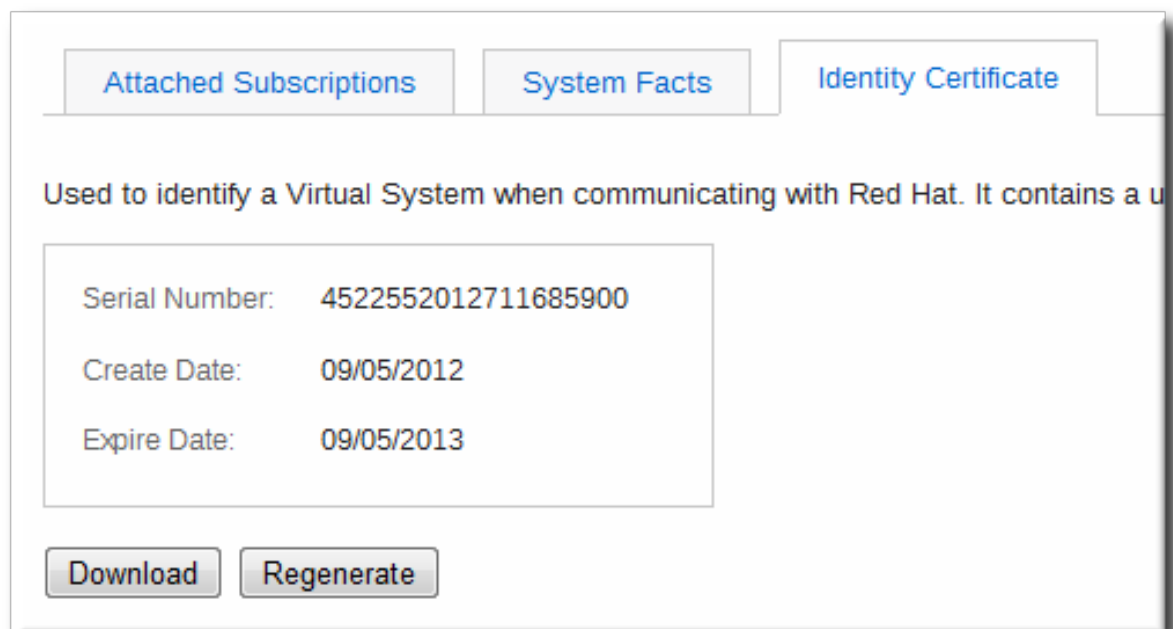 Attached Subscriptions System Facts Identity Certificate
Used to identify a Virtual System when communicating with Red Hat. It contains a u
Serial Number: 4522552012711685900
Create Date: 09/05/2012
Expire Date: 09/05/2013
Download Regenerate